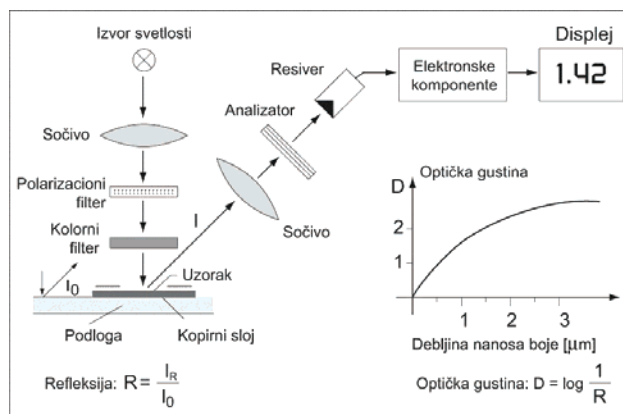 Izvor svetlosti
Sočivo
Polarizacioni
filter
Kolorni
filter
I₀
I
Uzorak
Podloga
Kopirni sloj
Refleksija: R = I_R / I₀
Sočivo
Analizator
Resiver
Elektronske
komponente
Displej
1.42
Optička gustina
D
2
1
1 2 3
Debljina nanosa boje [μm]
Optička gustina: D = log 1 / R